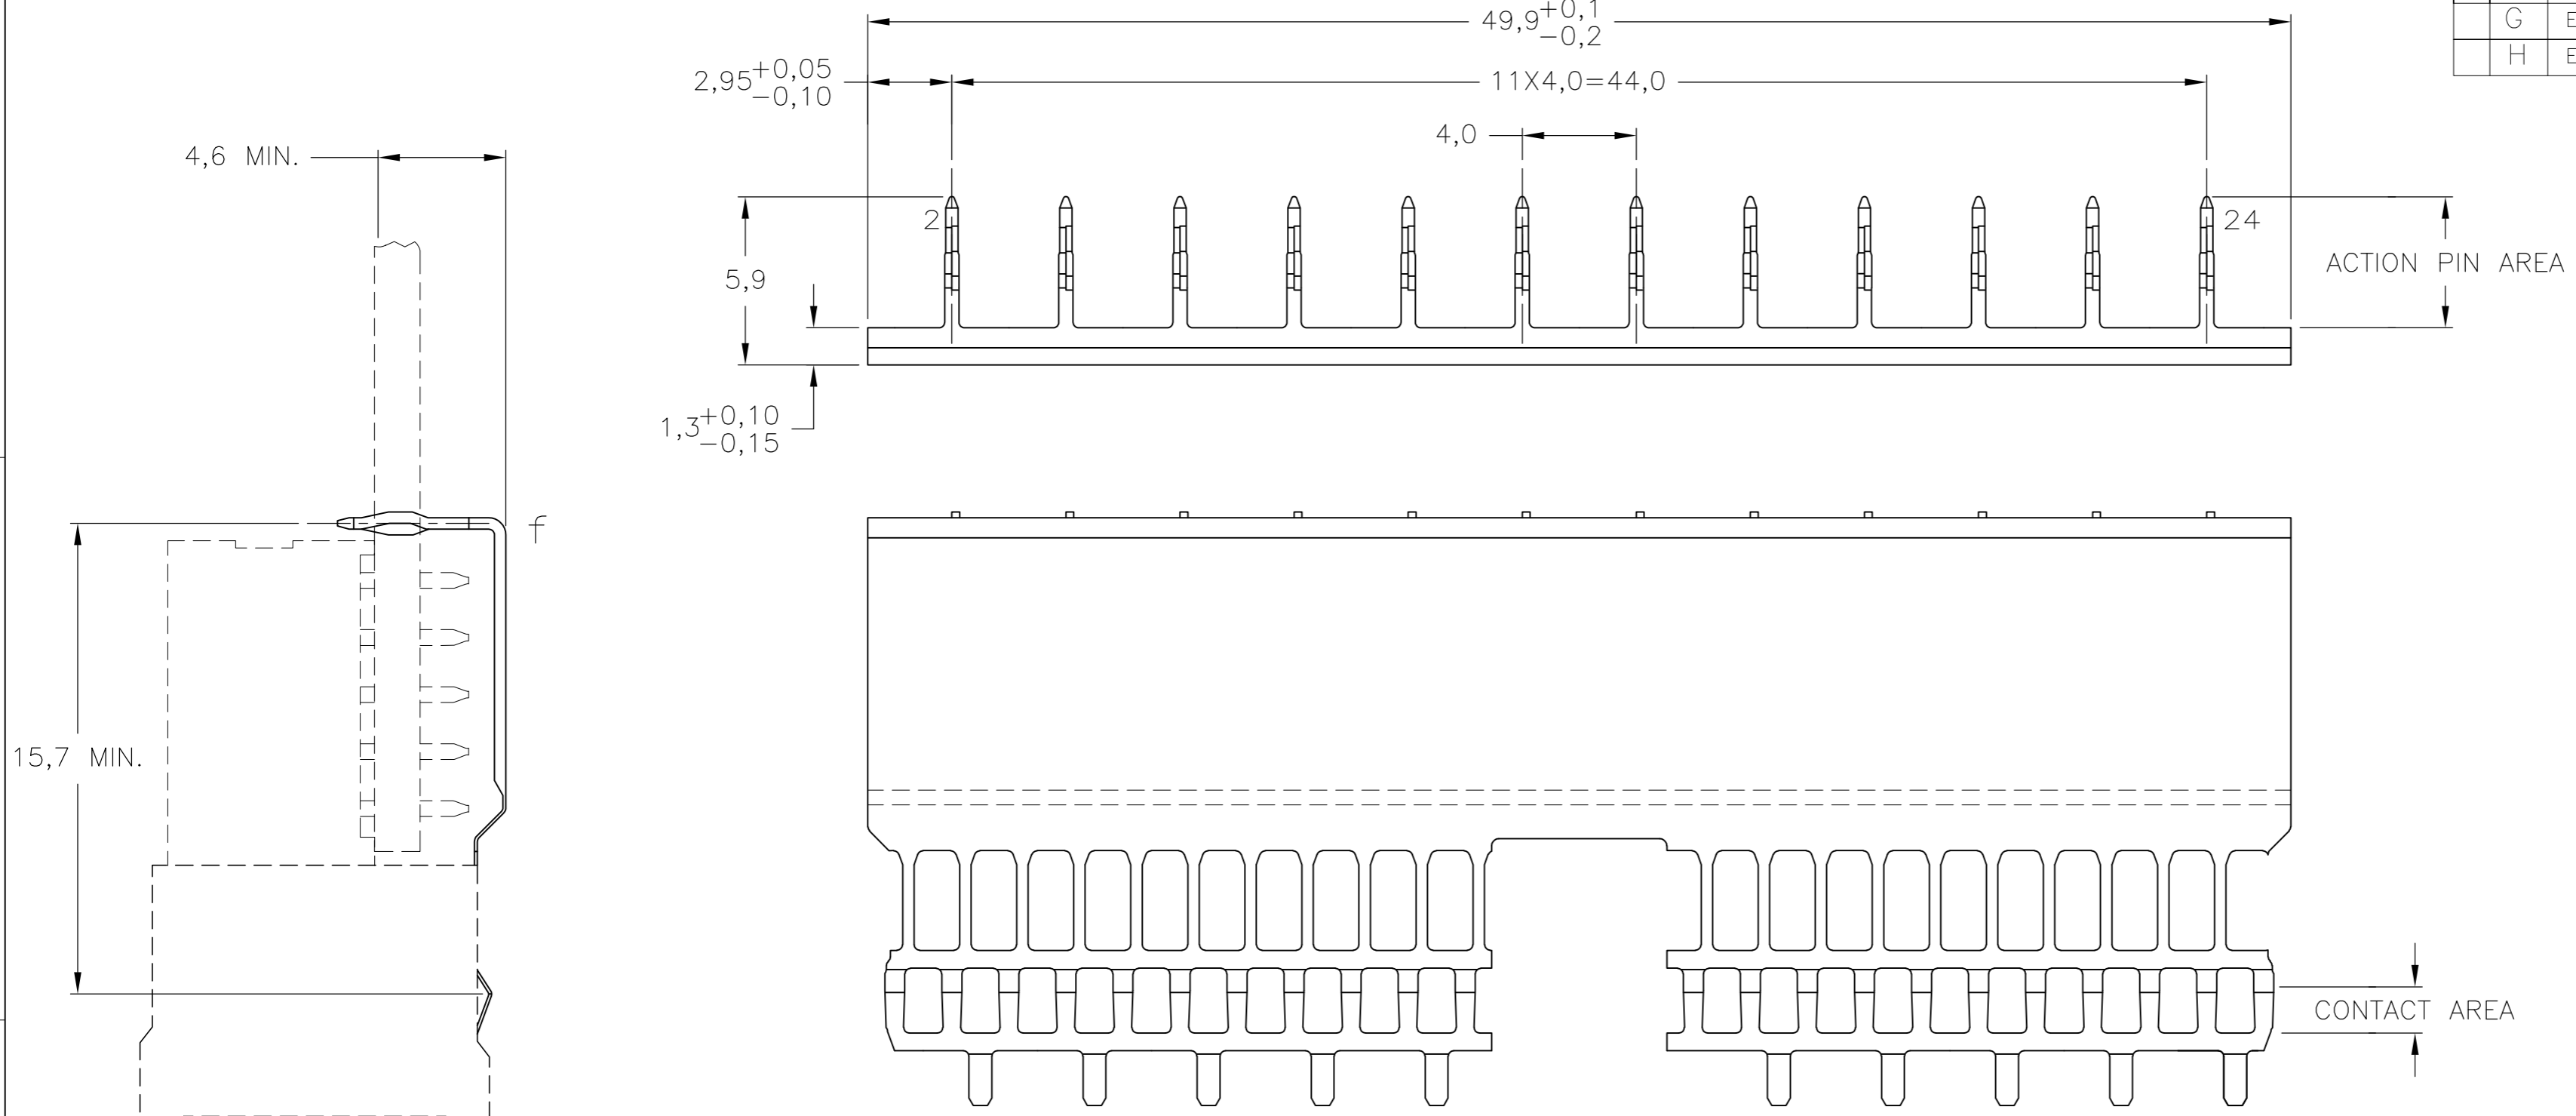 49,9+0,1
-0,2
G E
H E
2,95+0,05
-0,10
11X4,0=44,0
4,0
4,6 MIN.
2
24
5,9
ACTION PIN AREA
1,3+0,10
-0,15
f
15,7 MIN.
CONTACT AREA